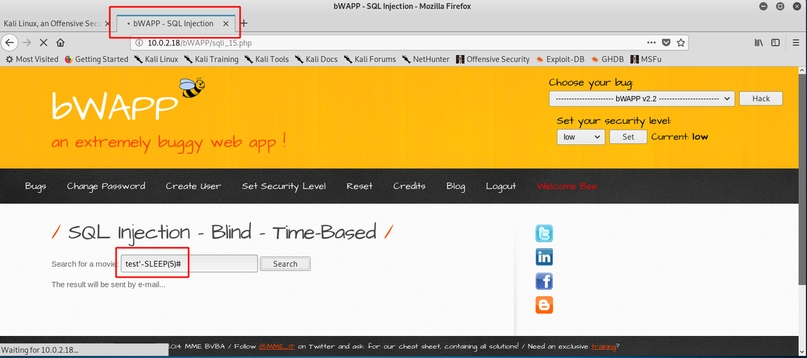 bWAPP - SQL Injection - Mozilla Firefox
Kali Linux, an Offensive Secu
bWAPP - SQL Injection
10.0.2.18/bWAPP/sqli_15.php
Most Visited Getting Started Kali Linux Kali Training Kali Tools Kali Docs Kali Forums NetHunter Offensive Security Exploit-DB GHDB MSFu
bWAPP
an extremely buggy web app !
Choose your bug:
---------------------- bWAPP v2.2 ----------------------- Hack
Set your security level:
low Set Current: low
Bugs Change Password Create User Set Security Level Reset Credits Blog Logout Welcome Bee
/ SQL Injection - Blind - Time-Based /
Search for a movie: test'-SLEEP(5)# Search
The result will be sent by e-mail...
2014 MME BVBA / Follow @MME_IT on Twitter and ask for our cheat sheet, containing all solutions! / Need an exclusive training?
Waiting for 10.0.2.18...